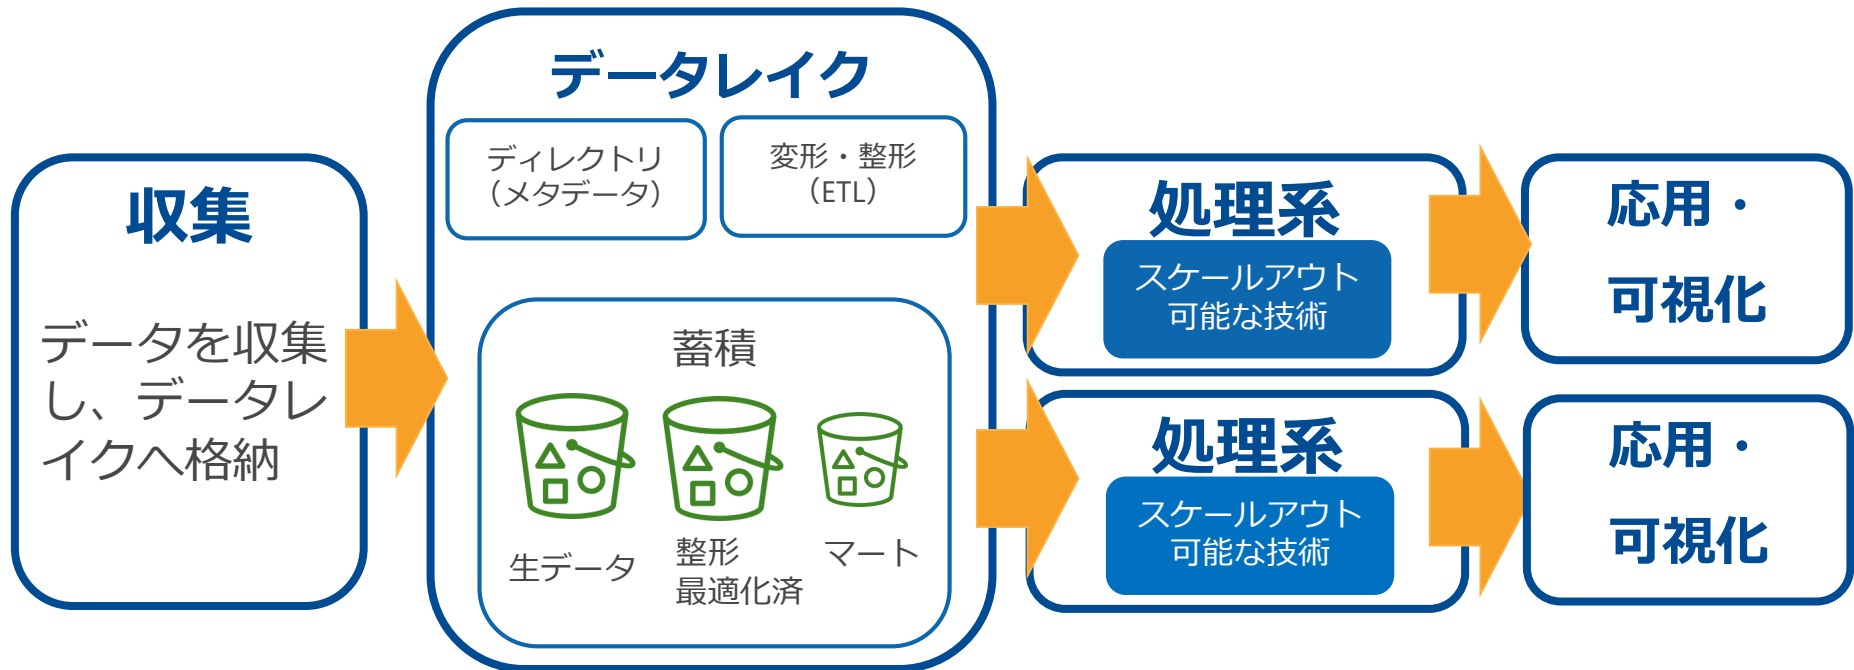 収集
データを収集
し、データレ
イクへ格納
データレイク
ディレクトリ
（メタデータ）
変形・整形
（ETL）
蓄積
生データ
整形
最適化済
マート
処理系
スケールアウト
可能な技術
応用・
可視化
処理系
スケールアウト
可能な技術
応用・
可視化